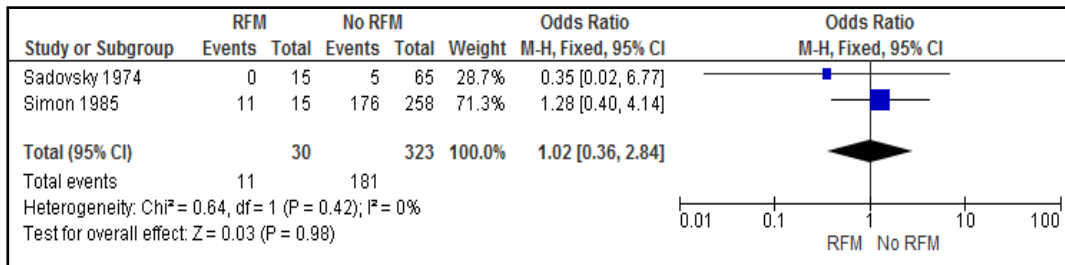 RFM No RFM Odds Ratio Odds Ratio
Study or Subgroup Events Total Events Total Weight M-H, Fixed, 95% CI M-H, Fixed, 95% CI
Sadovsky 1974 0 15 5 65 28.7% 0.35 [0.02, 6.77]
Simon 1985 11 15 176 258 71.3% 1.28 [0.40, 4.14]
Total (95% CI) 30 323 100.0% 1.02 [0.36, 2.84]
Total events 11 181
Heterogeneity: Chi² = 0.64, df = 1 (P = 0.42); I² = 0%
Test for overall effect: Z = 0.03 (P = 0.98)
0.01 0.1 1 10 100
RFM No RFM